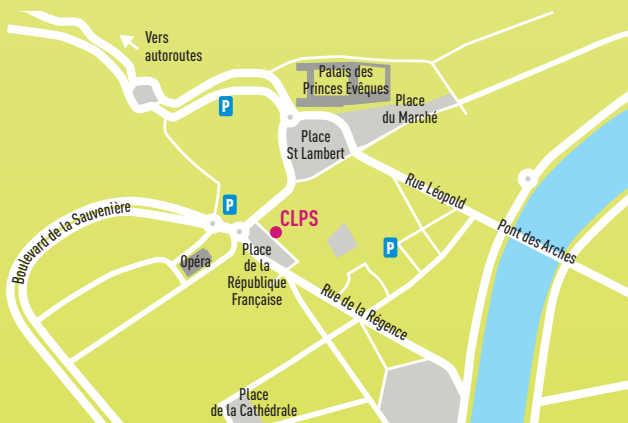 Vers
autoroutes
Palais des
Princes Evêques
P
Place
du Marché
Place
St Lambert
Rue Léopold
P
CLPS
Boulevard de la Sauvenière
Pont des Arches
P
Opéra
Place
de la
République
Française
Rue de la Régence
Place
de la Cathédrale